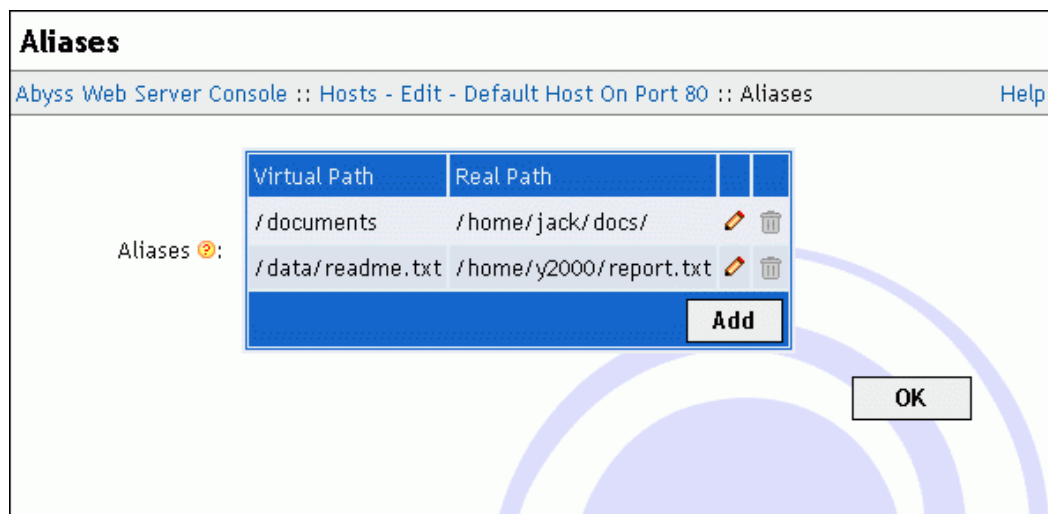 Aliases
Abyss Web Server Console :: Hosts - Edit - Default Host On Port 80 :: Aliases Help
Virtual Path Real Path
/documents /home/jack/docs/
Aliases ?:
/data/readme.txt /home/y2000/report.txt
Add
OK